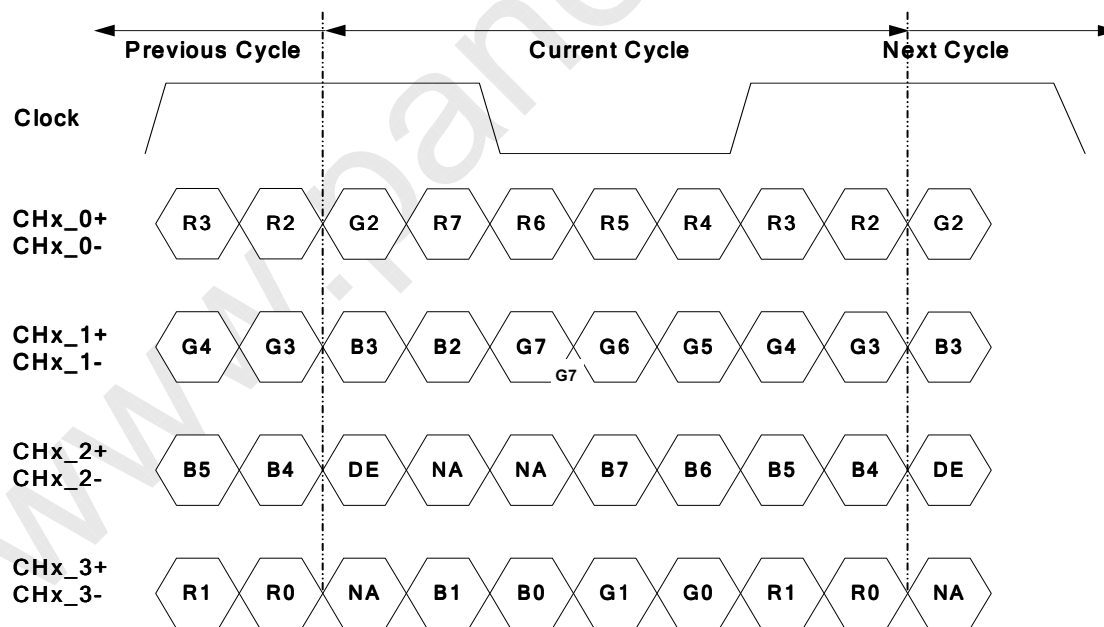 Previous Cycle Current Cycle Next Cycle
Clock
CHx_0+
CHx_0-
R3 R2 G2 R7 R6 R5 R4 R3 R2 G2
CHx_1+
CHx_1-
G4 G3 B3 B2 G7 G6 G5 G4 G3 B3
G7
CHx_2+
CHx_2-
B5 B4 DE NA NA B7 B6 B5 B4 DE
CHx_3+
CHx_3-
R1 R0 NA B1 B0 G1 G0 R1 R0 NA
www.pan